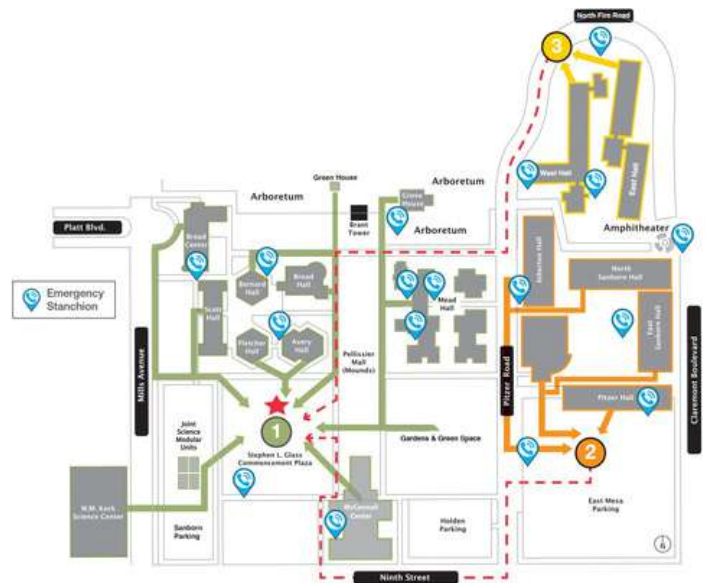 North Fire Road
3
West Hall
East Hall
Green House
Arboretum
Arboretum
Grove
House
Platt Blvd.
Broad
Center
Brant
Tower
Arboretum
Amphitheater
Emergency
Stanchion
Bernard
Hall
Broad
Hall
Mead
Hall
Atherton Hall
North
Sanborn Hall
Scott
Hall
Fletcher
Hall
Avery
Hall
East
Sanborn Hall
Mills Avenue
Pellissier
Mall
(Mounds)
Pitzer Road
Claremont Boulevard
Pitzer Hall
Joint
Science
Modular
Units
1
Stephen L. Glass
Commencement Plaza
Gardens & Green Space
2
W.M. Keck
Science Center
Sanborn
Parking
McConnell
Center
Holden
Parking
East Mesa
Parking
Ninth Street